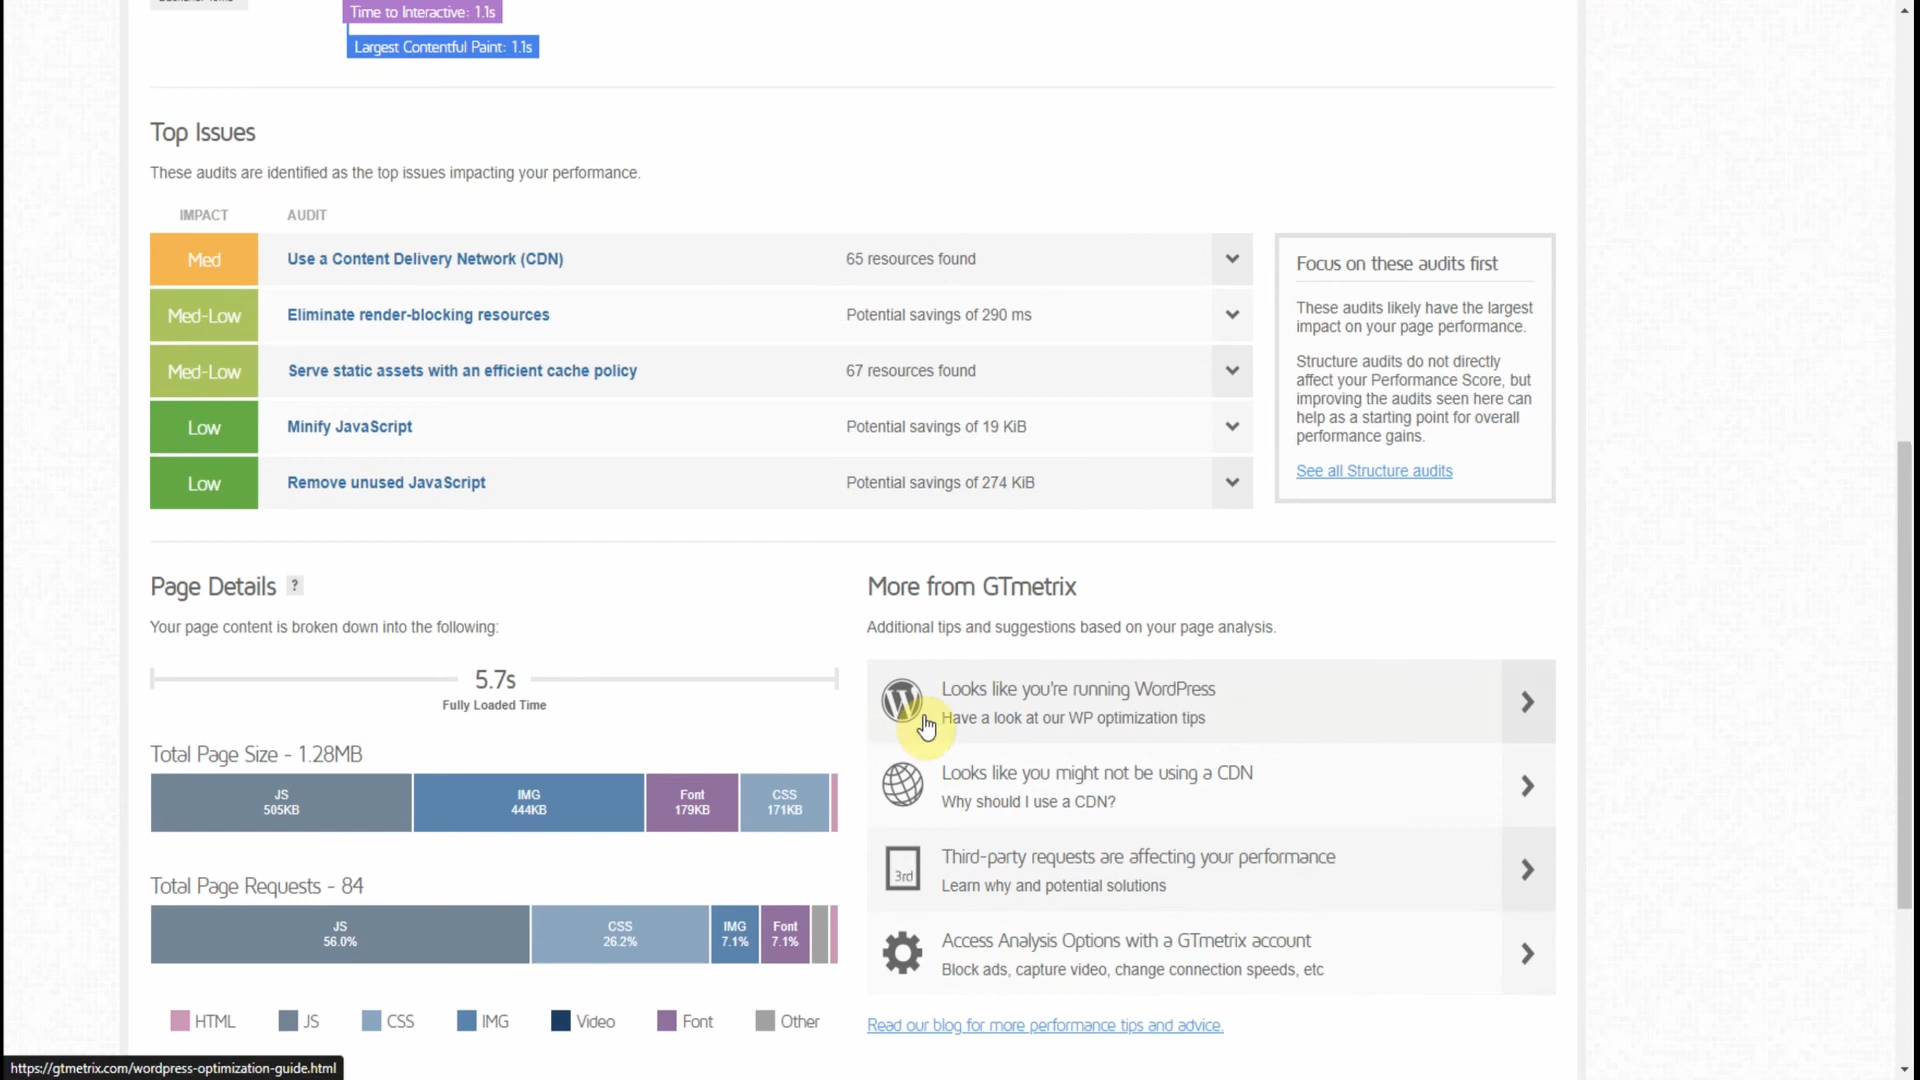 Time to Interactive: 1.1s
Largest Contentful Paint: 1.1s
Top Issues
These audits are identified as the top issues impacting your performance.
IMPACT AUDIT
Med Use a Content Delivery Network (CDN) 65 resources found
Med-Low Eliminate render-blocking resources Potential savings of 290 ms
Med-Low Serve static assets with an efficient cache policy 67 resources found
Low Minify JavaScript Potential savings of 19 KiB
Low Remove unused JavaScript Potential savings of 274 KiB
Focus on these audits first
These audits likely have the largest
impact on your page performance.
Structure audits do not directly
affect your Performance Score, but
improving the audits seen here can
help as a starting point for overall
performance gains.
See all Structure audits
Page Details ?
Your page content is broken down into the following:
5.7s
Fully Loaded Time
Total Page Size - 1.28MB
JS IMG Font CSS
505KB 444KB 179KB 171KB
Total Page Requests - 84
JS CSS IMG Font
56.0% 26.2% 7.1% 7.1%
HTML JS CSS IMG Video Font Other
More from GTmetrix
Additional tips and suggestions based on your page analysis.
Looks like you're running WordPress
Have a look at our WP optimization tips
Looks like you might not be using a CDN
Why should I use a CDN?
3rd
Third-party requests are affecting your performance
Learn why and potential solutions
Access Analysis Options with a GTmetrix account
Block ads, capture video, change connection speeds, etc
Read our blog for more performance tips and advice.
https://gtmetrix.com/wordpress-optimization-guide.html